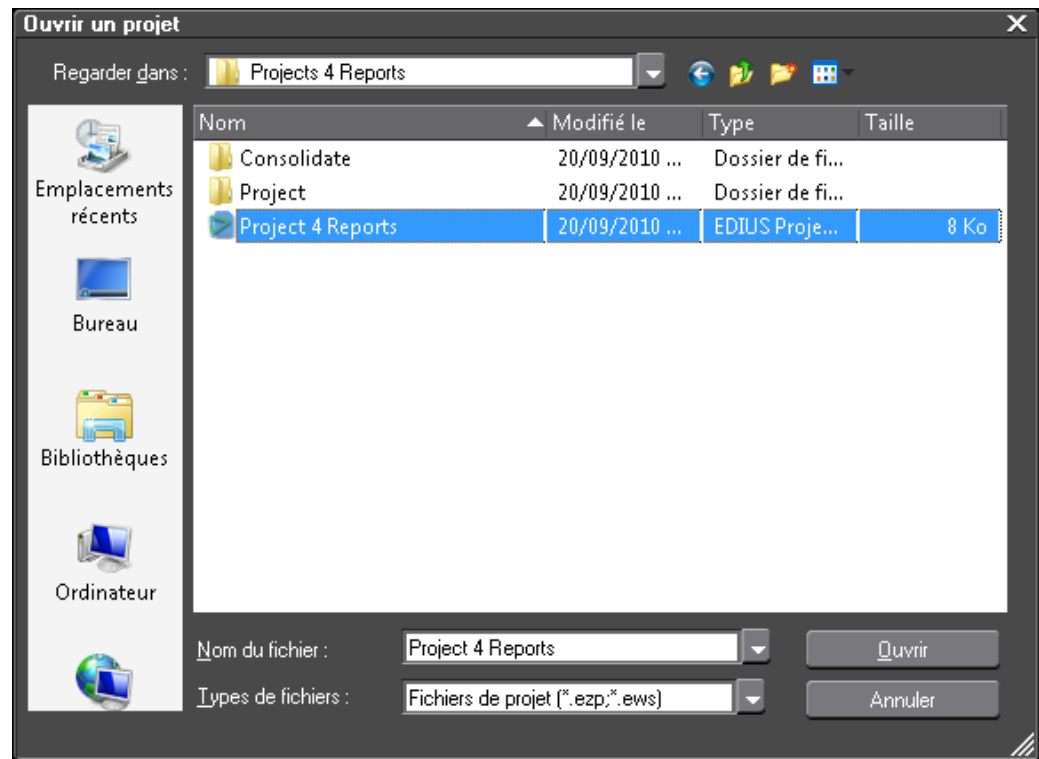 Ouvrir un projet
Regarder dans : Projects 4 Reports
Nom Modifié le Type Taille
Consolidate 20/09/2010 ... Dossier de fi...
Project 20/09/2010 ... Dossier de fi...
Project 4 Reports 20/09/2010 ... EDIUS Proje... 8 Ko
Emplacements
récents
Bureau
Bibliothèques
Ordinateur
Nom du fichier : Project 4 Reports Ouvrir
Types de fichiers : Fichiers de projet (*.ezp;*.ews) Annuler